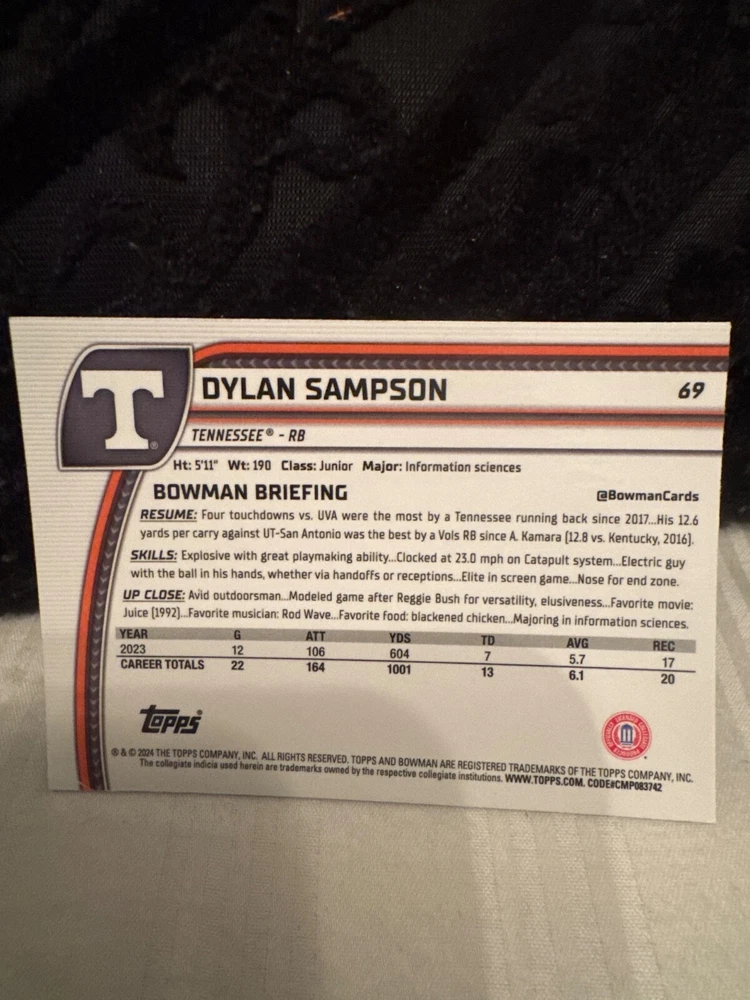 T
DYLAN SAMPSON 69
TENNESSEE® - RB
Ht: 5'11" Wt: 190 Class: Junior Major: Information sciences
BOWMAN BRIEFING @BowmanCards
RESUME: Four touchdowns vs. UVA were the most by a Tennessee running back since 2017...His 12.6
yards per carry against UT-San Antonio was the best by a Vols RB since A. Kamara (12.8 vs. Kentucky, 2016).
SKILLS: Explosive with great playmaking ability...Clocked at 23.0 mph on Catapult system...Electric guy
with the ball in his hands, whether via handoffs or receptions...Elite in screen game...Nose for end zone.
UP CLOSE: Avid outdoorsman...Modeled game after Reggie Bush for versatility, elusiveness...Favorite movie:
Juice (1992)...Favorite musician: Rod Wave...Favorite food: blackened chicken...Majoring in information sciences.
YEAR G ATT YDS TD AVG REC
2023 12 106 604 7 5.7 17
CAREER TOTALS 22 164 1001 13 6.1 20
Topps®
® & © 2024 THE TOPPS COMPANY, INC. ALL RIGHTS RESERVED. TOPPS AND BOWMAN ARE REGISTERED TRADEMARKS OF THE TOPPS COMPANY, INC.
The collegiate indicia used herein are trademarks owned by the respective collegiate institutions. WWW.TOPPS.COM. CODE#CMP083742